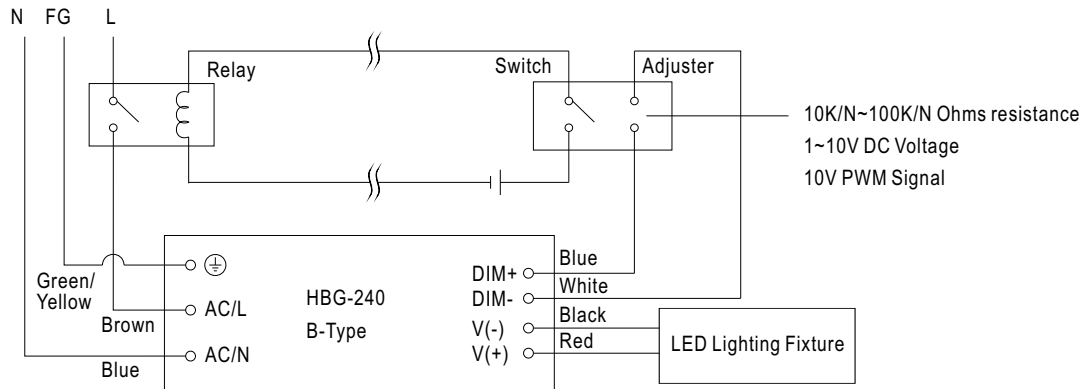 N FG L
Relay
Switch
Adjuster
10K/N~100K/N Ohms resistance
1~10V DC Voltage
10V PWM Signal
Green/
Yellow
Brown
Blue
AC/L
AC/N
HBG-240
B-Type
DIM+
DIM-
V(-)
V(+)
Blue
White
Black
Red
LED Lighting Fixture